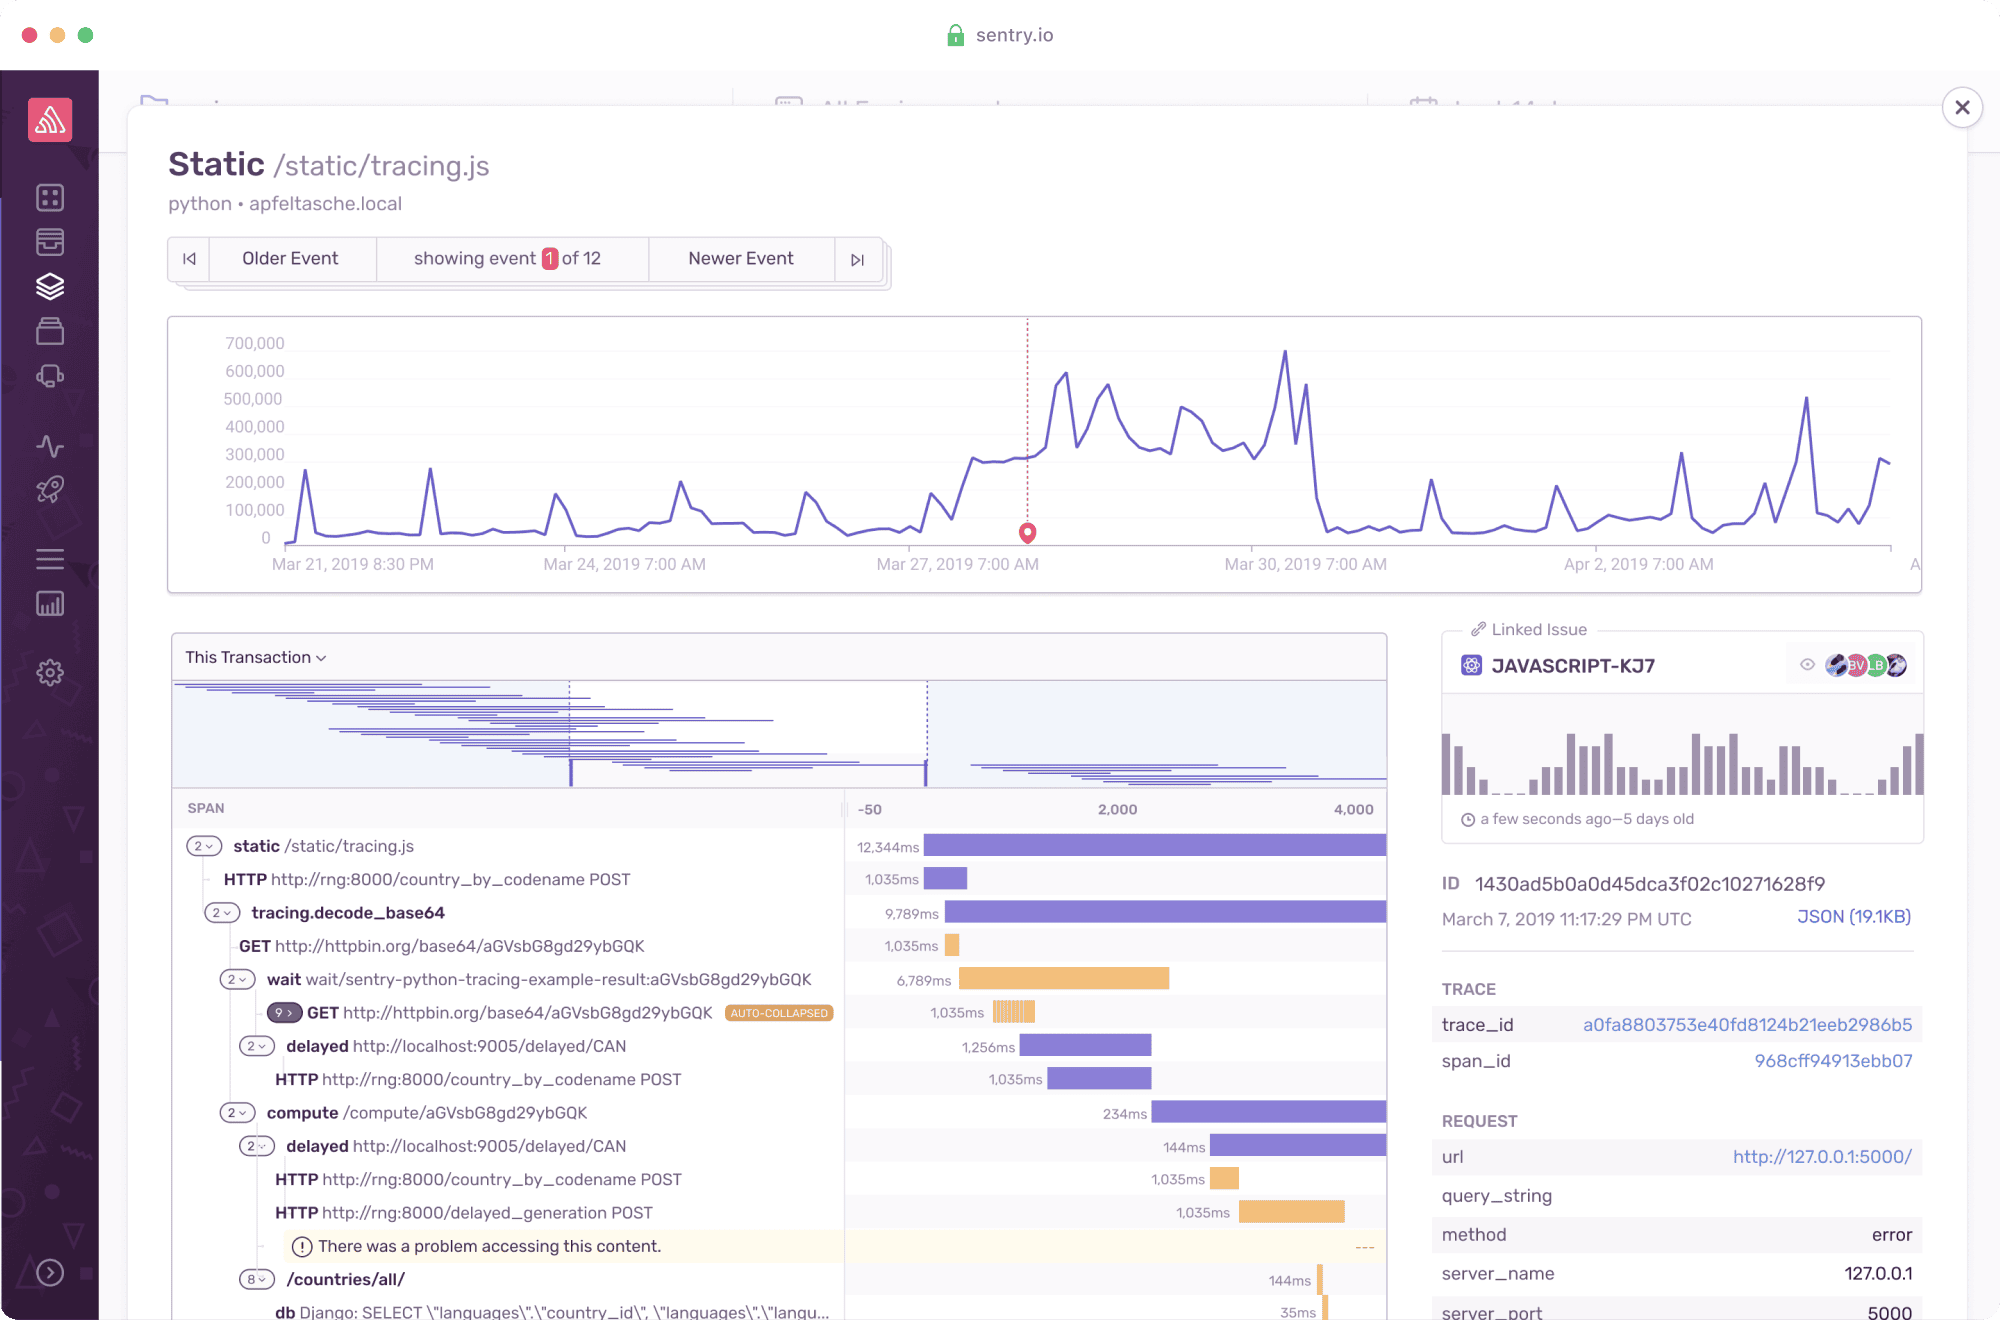 sentry.io
Static /static/tracing.js
python • apfeltasche.local
Older Event
showing event 1 of 12
Newer Event
700,000
600,000
500,000
400,000
300,000
200,000
100,000
0
Mar 21, 2019 8:30 PM
Mar 24, 2019 7:00 AM
Mar 27, 2019 7:00 AM
Mar 30, 2019 7:00 AM
Apr 2, 2019 7:00 AM
A
This Transaction
SPAN
-50
2,000
4,000
2 static /static/tracing.js
12,344ms
HTTP http://rng:8000/country_by_codename POST
1,035ms
2 tracing.decode_base64
9,789ms
GET http://httpbin.org/base64/aGVsbG8gd29ybGQK
1,035ms
2 wait wait/sentry-python-tracing-example-result:aGVsbG8gd29ybGQK
6,789ms
9 GET http://httpbin.org/base64/aGVsbG8gd29ybGQK AUTO-COLLAPSED
1,035ms
2 delayed http://localhost:9005/delayed/CAN
1,256ms
HTTP http://rng:8000/country_by_codename POST
1,035ms
2 compute /compute/aGVsbG8gd29ybGQK
234ms
2 delayed http://localhost:9005/delayed/CAN
144ms
HTTP http://rng:8000/country_by_codename POST
1,035ms
HTTP http://rng:8000/delayed_generation POST
1,035ms
There was a problem accessing this content.
---
8 /countries/all/
144ms
db Django: SELECT \"languages\".\"country_id\", \"languages\".\"langu...
35ms
Linked Issue
JAVASCRIPT-KJ7
BV
LB
a few seconds ago—5 days old
ID 1430ad5b0a0d45dca3f02c10271628f9
March 7, 2019 11:17:29 PM UTC
JSON (19.1KB)
TRACE
trace_id a0fa8803753e40fd8124b21eeb2986b5
span_id 968cff94913ebb07
REQUEST
url http://127.0.0.1:5000/
query_string
method error
server_name 127.0.0.1
server_port 5000